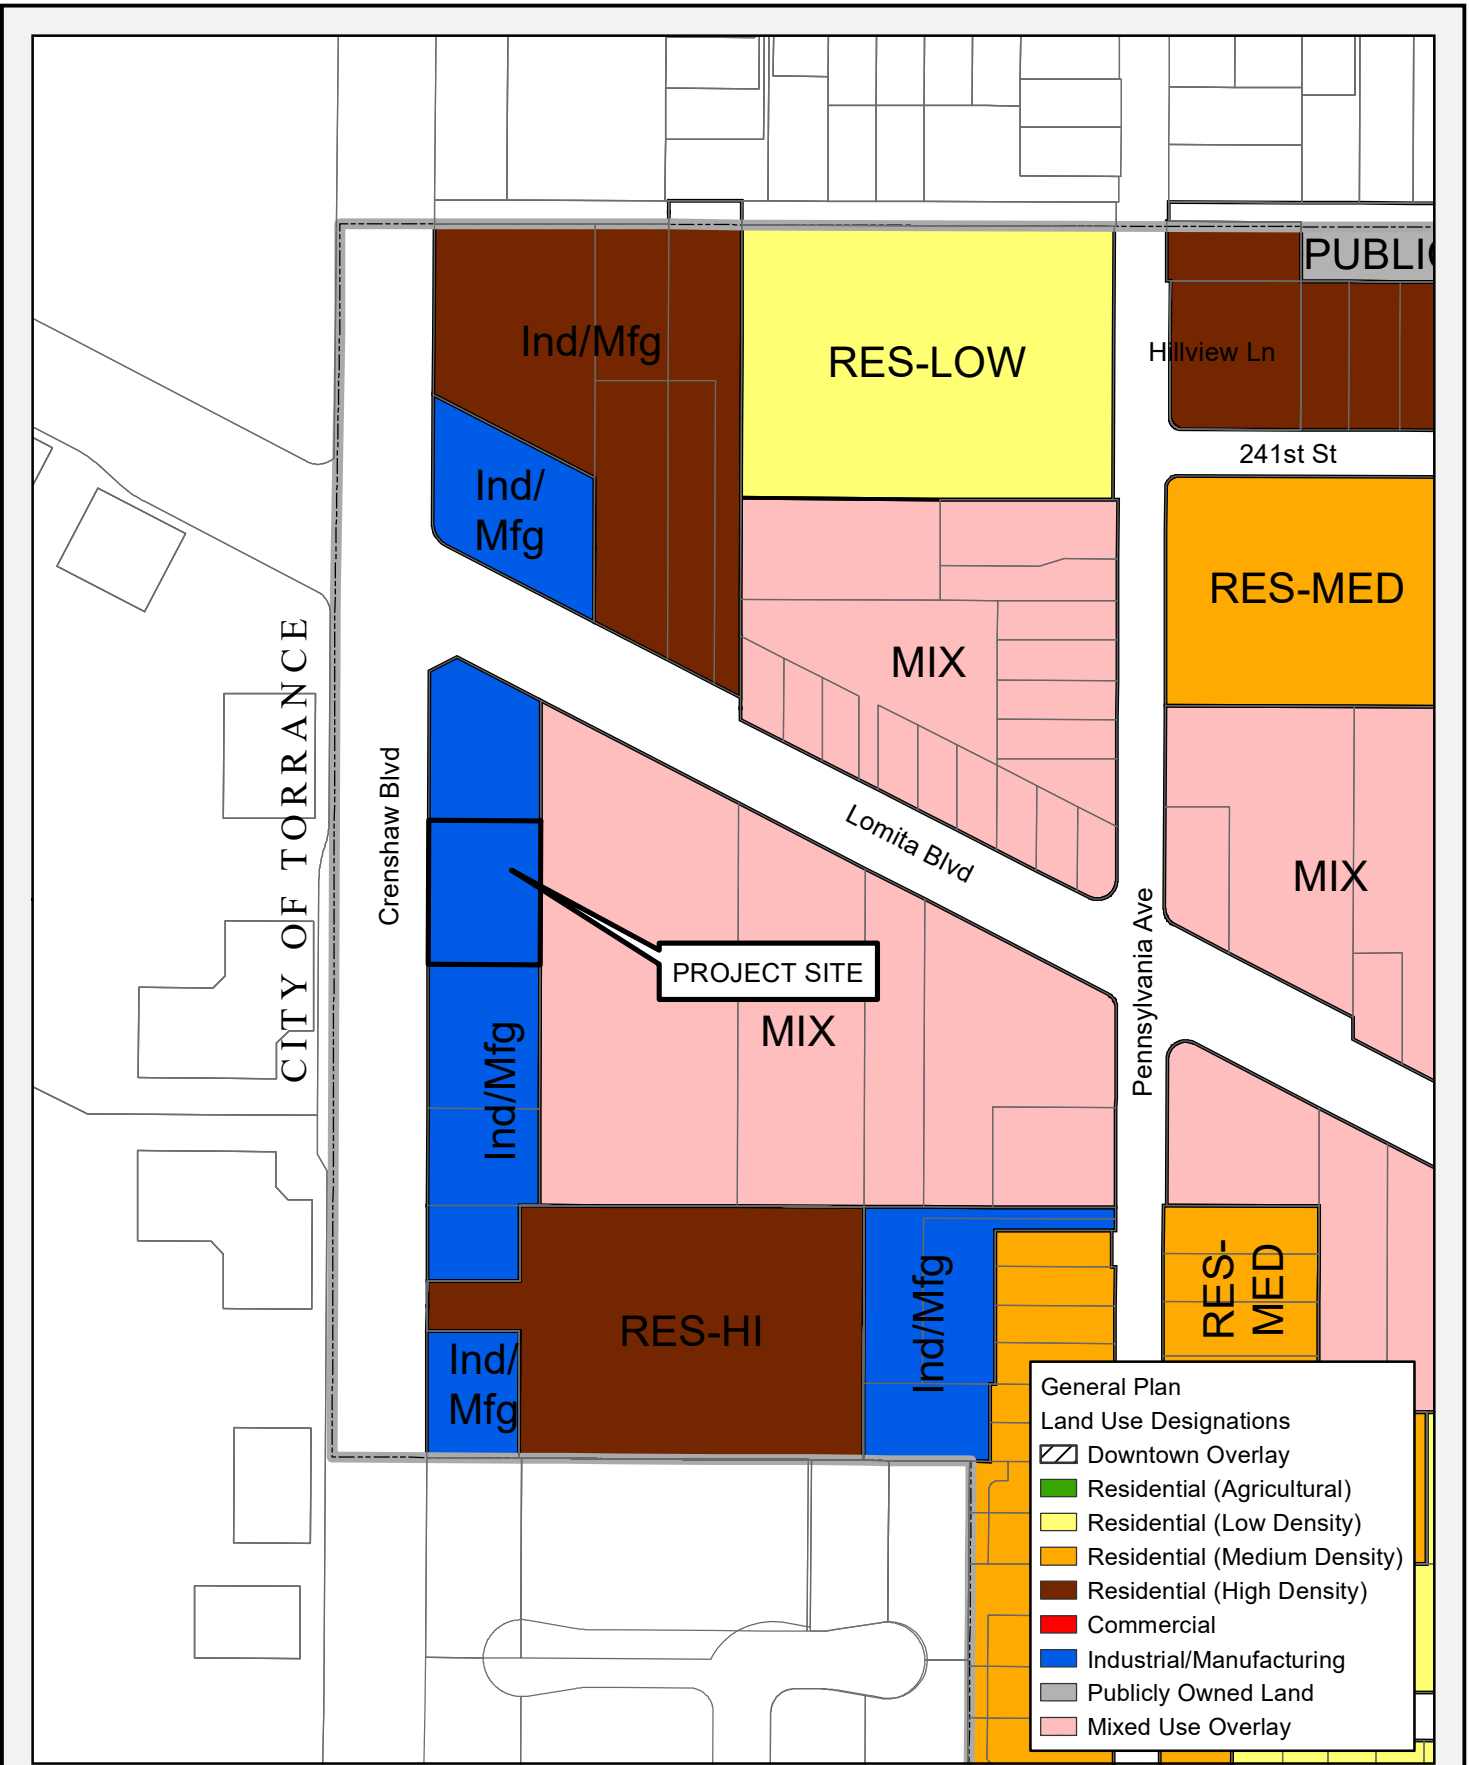 PUBLIC
Ind/Mfg
RES-LOW
Hillview Ln
241st St
Ind/
Mfg
RES-MED
MIX
CITY OF TORRANCE
Crenshaw Blvd
Lomita Blvd
MIX
Pennsylvania Ave
PROJECT SITE
MIX
Ind/Mfg
RES-
MED
Ind/Mfg
RES-HI
Ind/
Mfg
General Plan
Land Use Designations
Downtown Overlay
Residential (Agricultural)
Residential (Low Density)
Residential (Medium Density)
Residential (High Density)
Commercial
Industrial/Manufacturing
Publicly Owned Land
Mixed Use Overlay